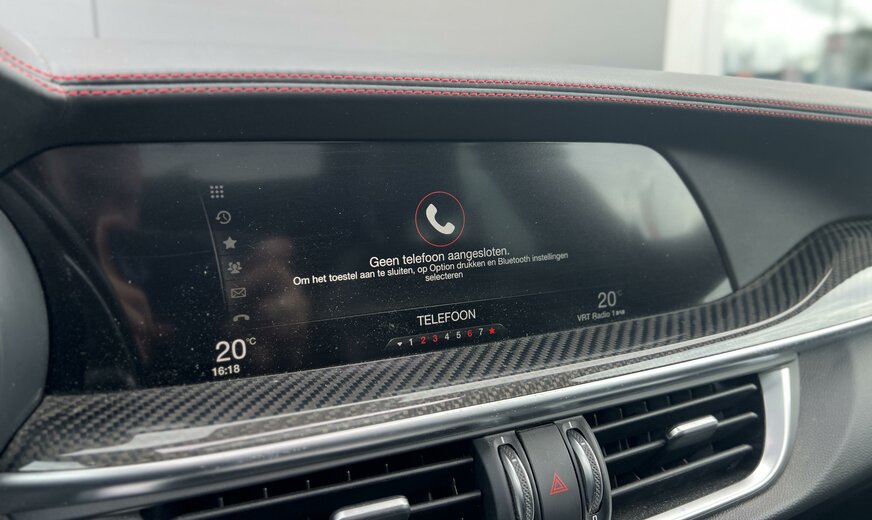 Geen telefoon aangesloten.
Om het toestel aan te sluiten, op Option drukken en Bluetooth instellingen
selecteren
TELEFOON
1 2 3 4 5 6 7
20°C
16:18
20°C
VRT Radio 1
0